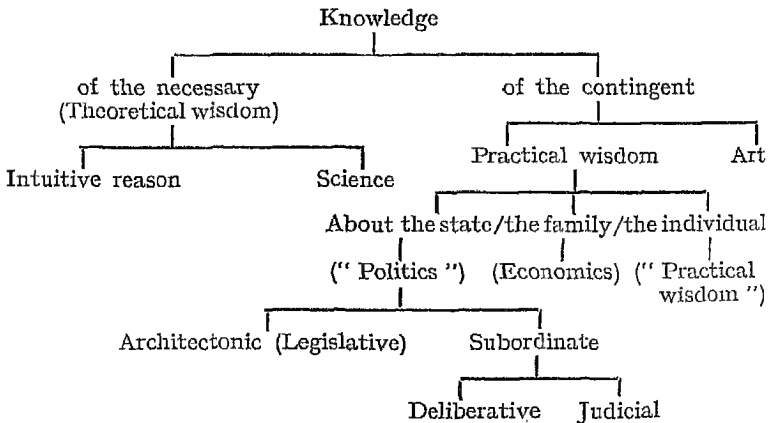 Knowledge
of the necessary of the contingent
(Theoretical wisdom)
Practical wisdom Art
Intuitive reason Science
About the state/the family/the individual
(“ Politics ”) (Economics) (“ Practical
wisdom ”)
Architectonic (Legislative) Subordinate
Deliberative Judicial